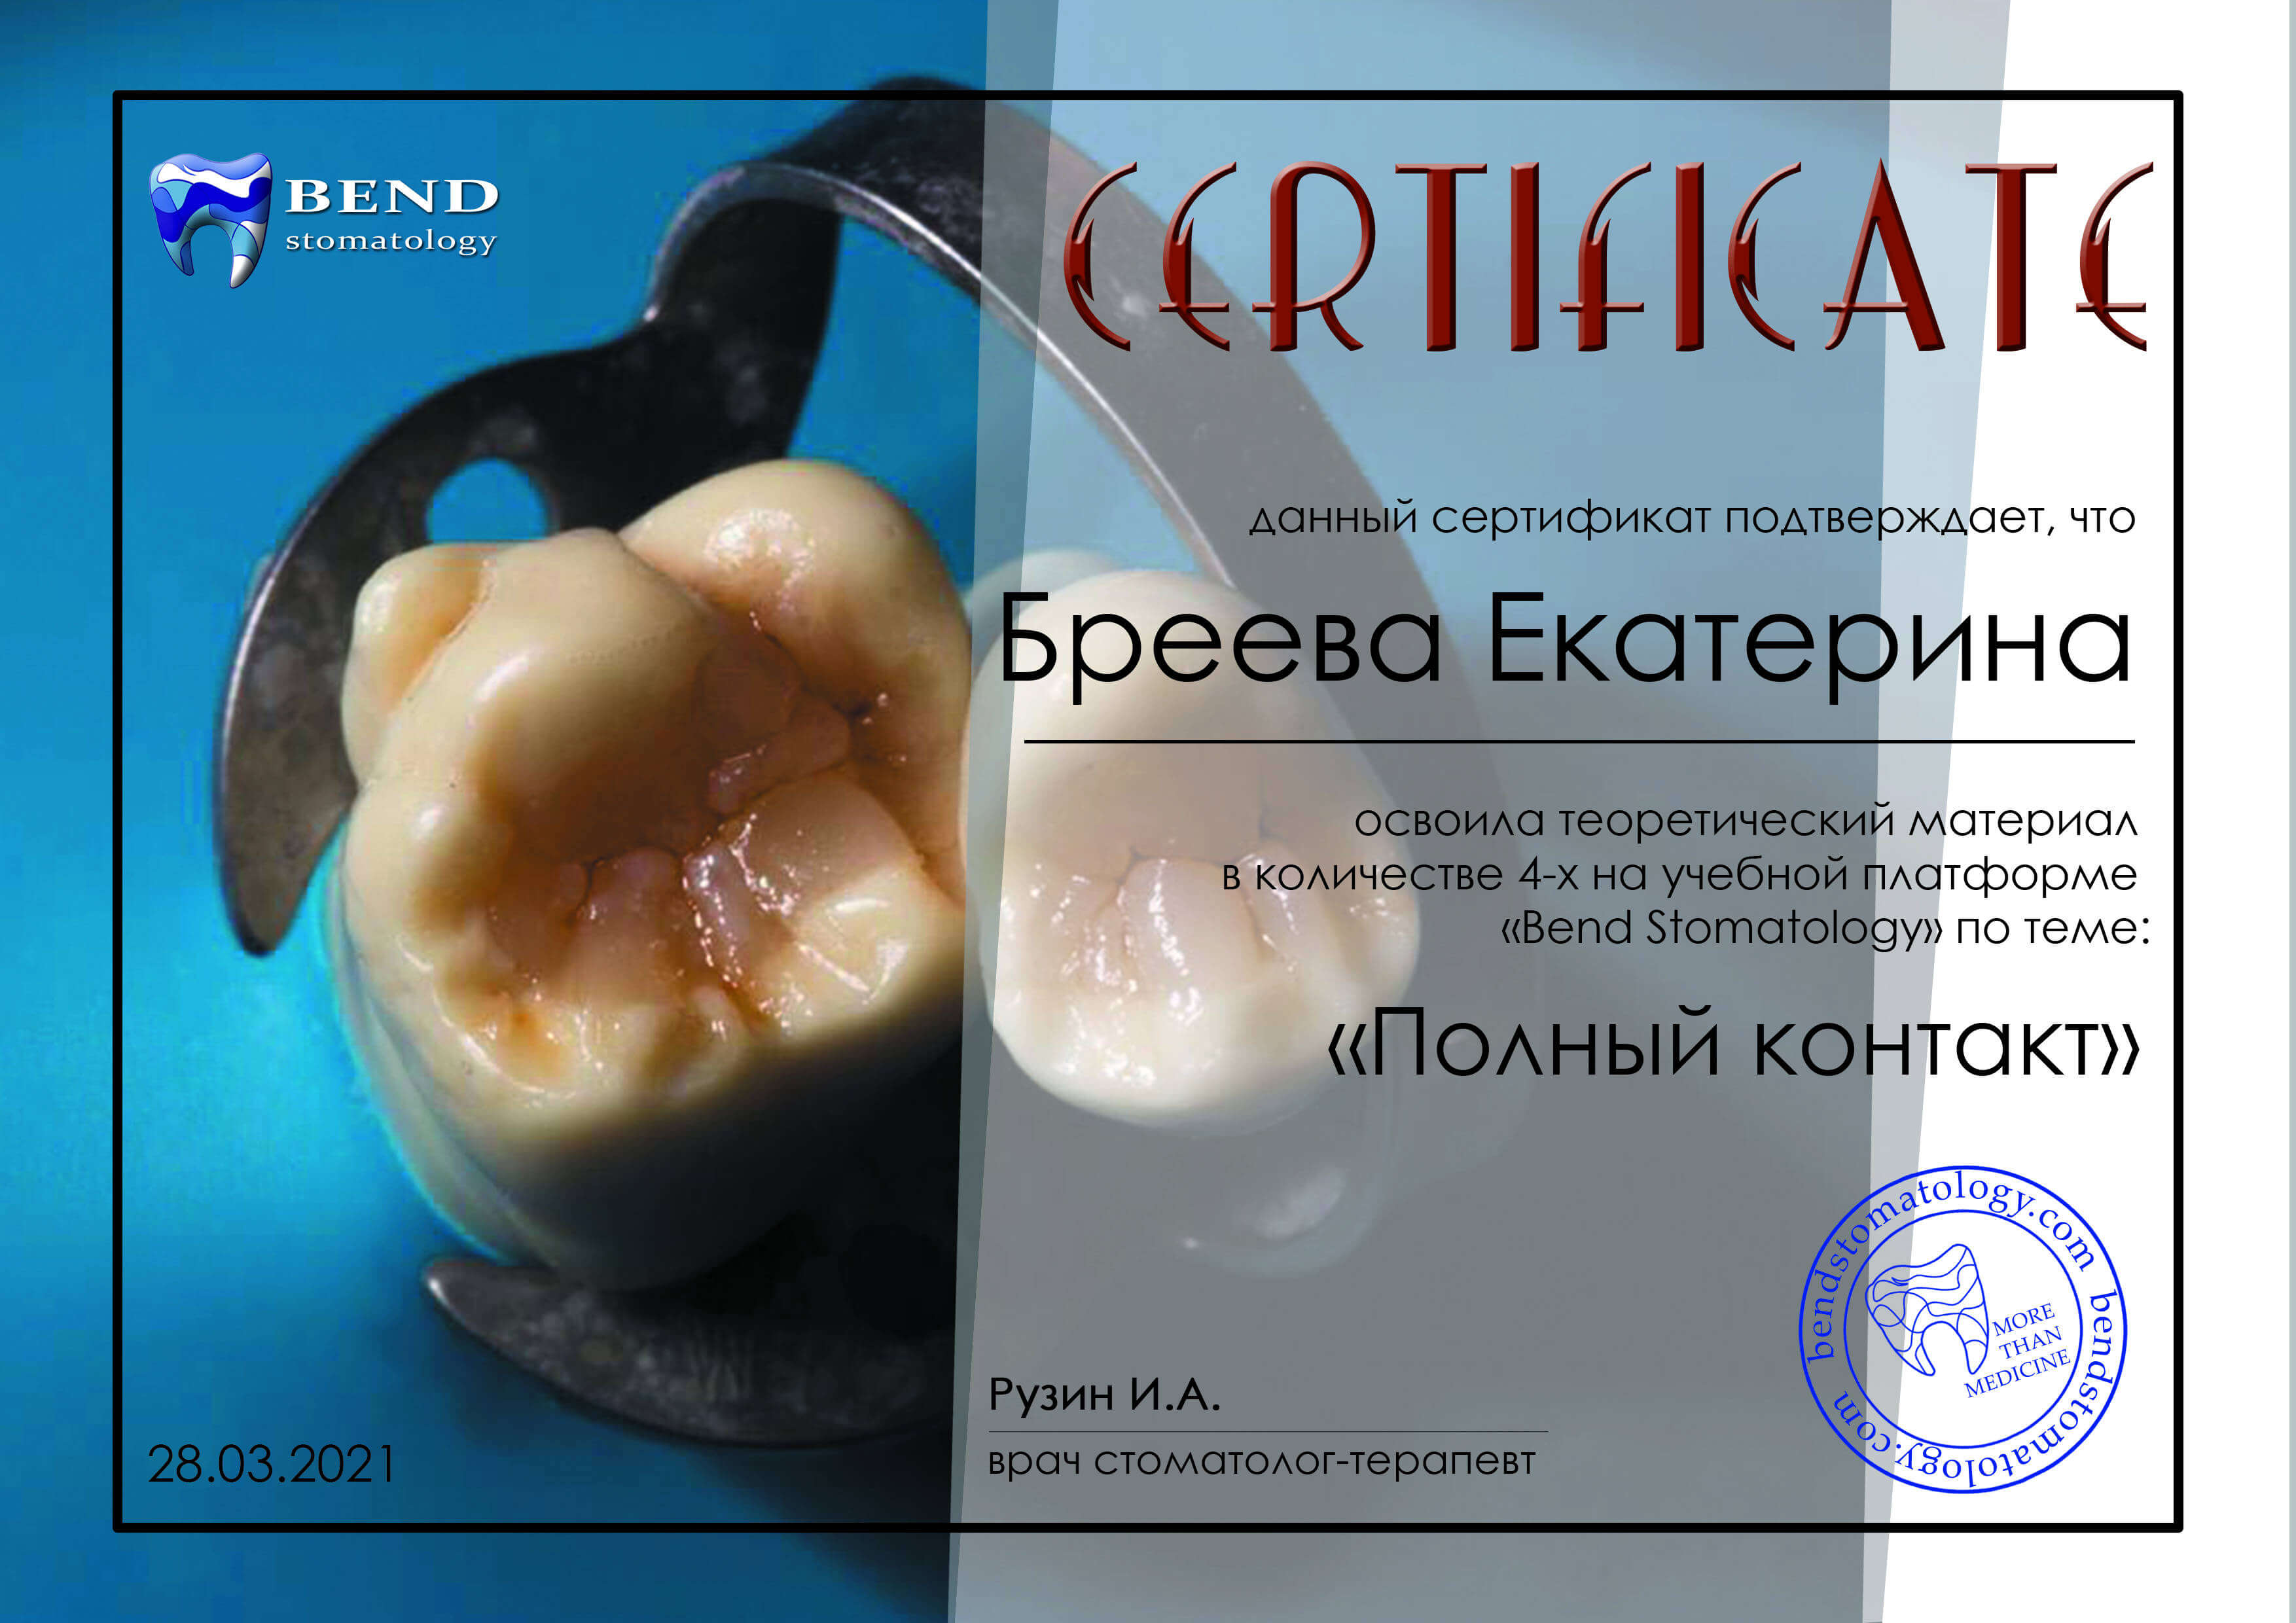 BEND
stomatology
CERTIFICATE
данный сертификат подтверждает, что
Бреева Екатерина
освоила теоретический материал
в количестве 4-х на учебной платформе
«Bend Stomatology» по теме:
«Полный контакт»
bendstomatology.com bendstomatology.com
MORE
THAN
MEDICINE
Рузин И.А.
врач стоматолог-терапевт
28.03.2021